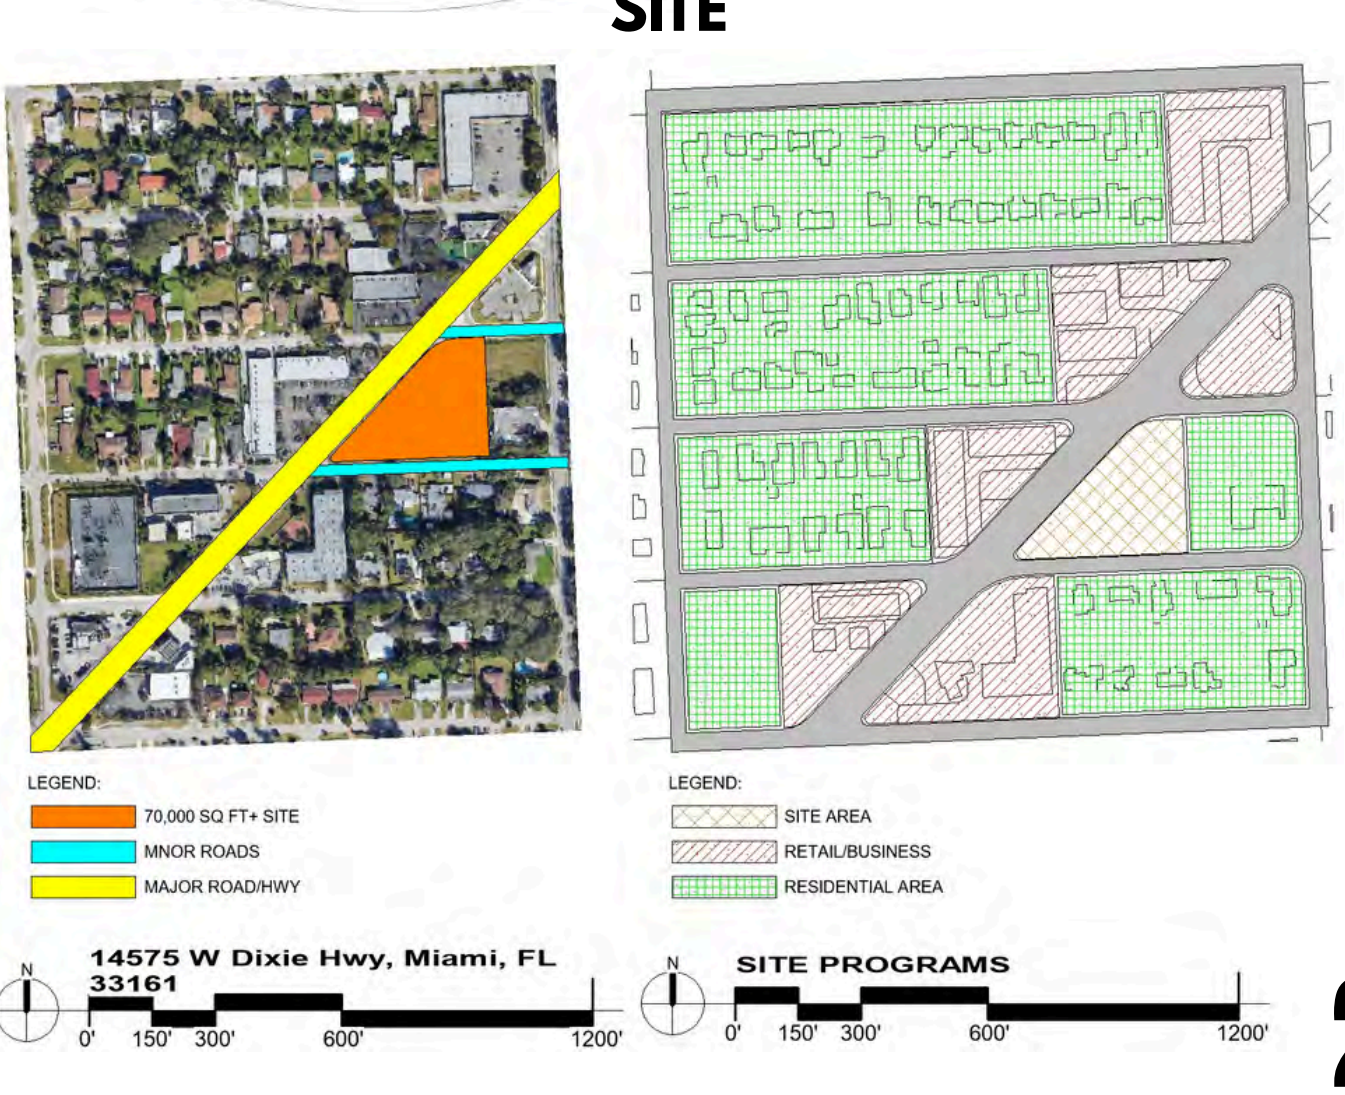 SITE
LEGEND:
70,000 SQ FT+ SITE
MNOR ROADS
MAJOR ROAD/HWY
LEGEND:
SITE AREA
RETAIL/BUSINESS
RESIDENTIAL AREA
N
14575 W Dixie Hwy, Miami, FL
33161
0' 150' 300' 600' 1200'
N
SITE PROGRAMS
0' 150' 300' 600' 1200'